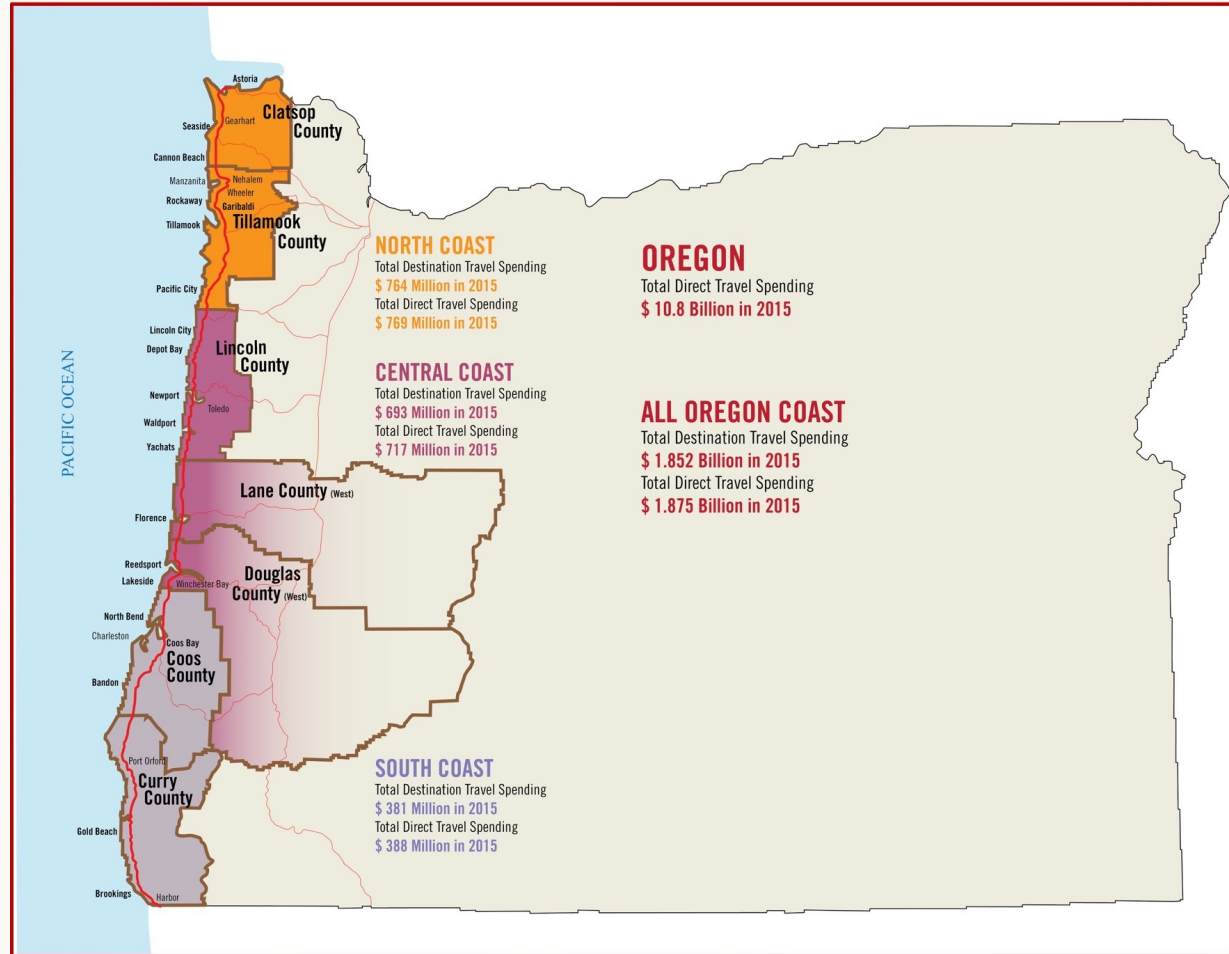 Astoria
Clatsop
County
Seaside
Gearhart
Cannon Beach
Manzanita
Nehalem
Wheeler
Rockaway
Garibaldi
Tillamook
Tillamook
County
Pacific City
Lincoln City
Depot Bay
Lincoln
County
Newport
Toledo
Waldport
Yachats
Lane County (West)
Florence
Reedsport
Lakeside
Winchester Bay
Douglas
County (West)
North Bend
Charleston
Coos Bay
Coos
County
Bandon
Port Orford
Curry
County
Gold Beach
Brookings
Harbor
PACIFIC OCEAN
NORTH COAST
Total Destination Travel Spending
$ 764 Million in 2015
Total Direct Travel Spending
$ 769 Million in 2015
CENTRAL COAST
Total Destination Travel Spending
$ 693 Million in 2015
Total Direct Travel Spending
$ 717 Million in 2015
SOUTH COAST
Total Destination Travel Spending
$ 381 Million in 2015
Total Direct Travel Spending
$ 388 Million in 2015
OREGON
Total Direct Travel Spending
$ 10.8 Billion in 2015
ALL OREGON COAST
Total Destination Travel Spending
$ 1.852 Billion in 2015
Total Direct Travel Spending
$ 1.875 Billion in 2015